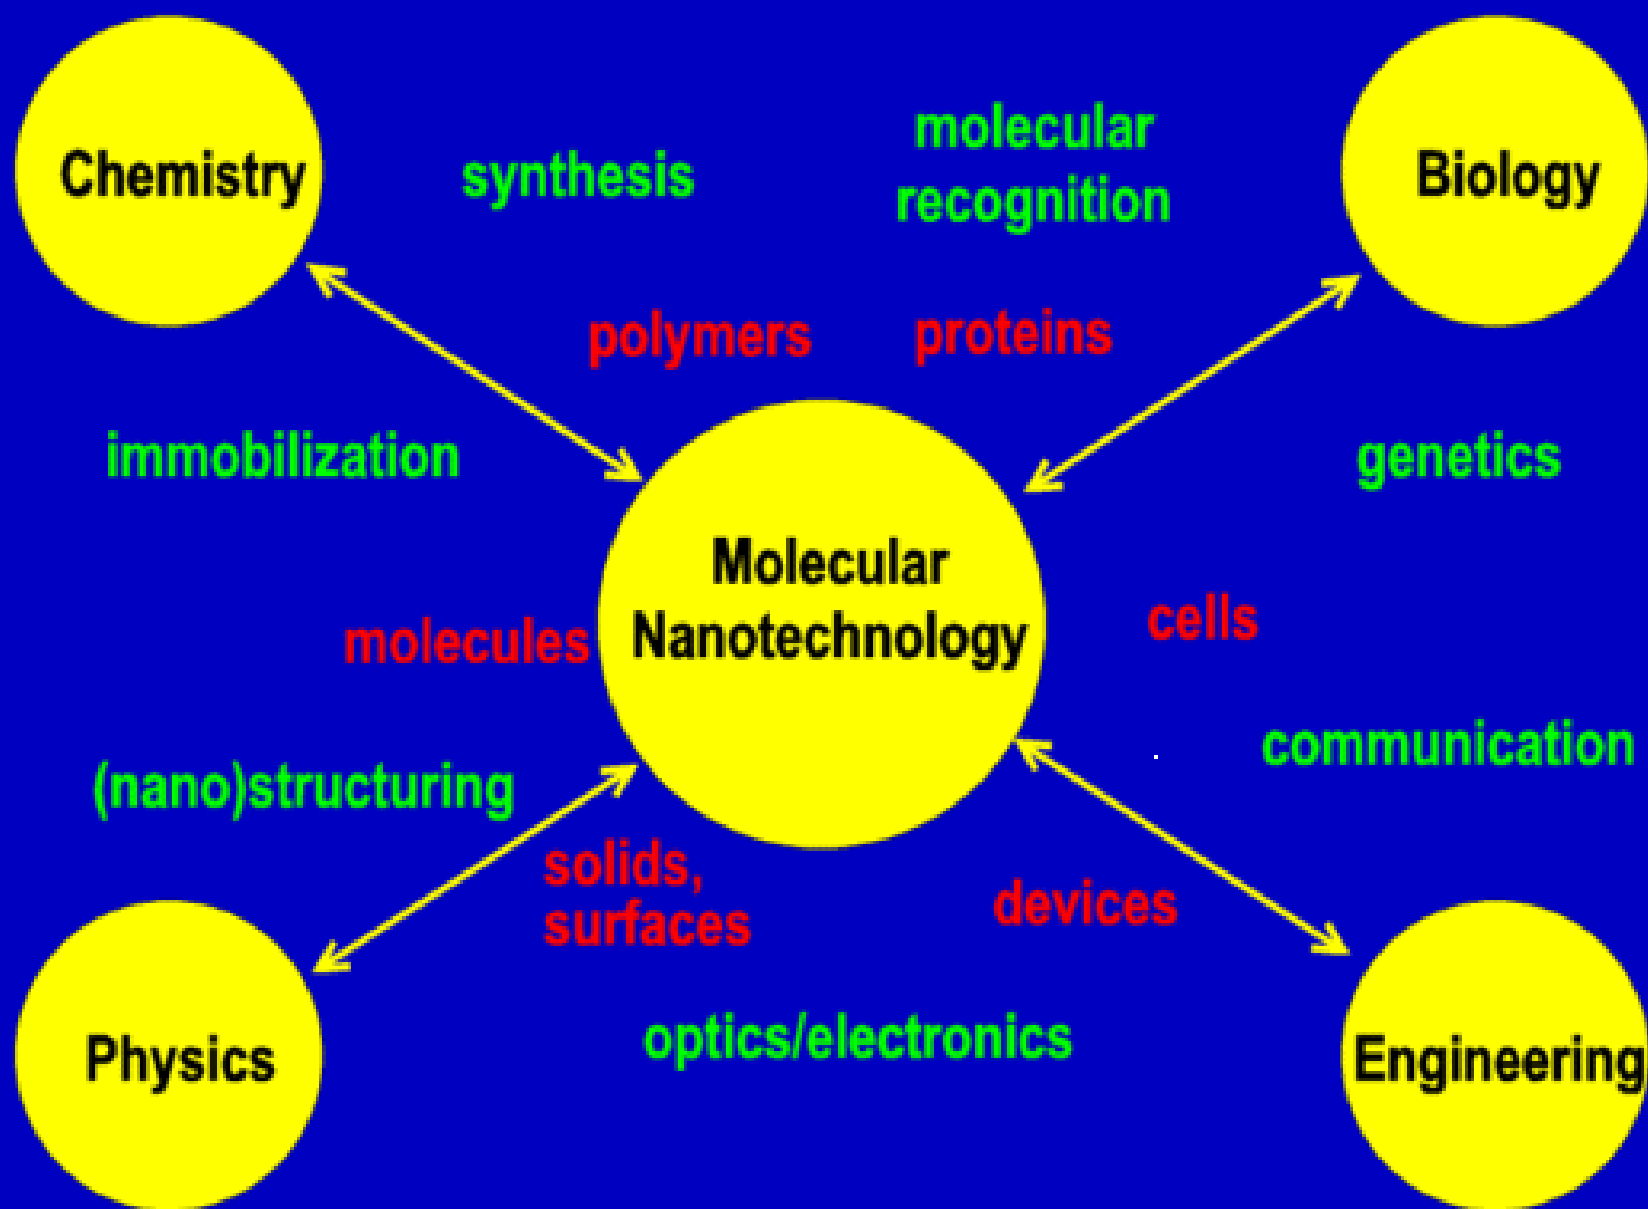 Chemistry
synthesis
molecular
recognition
Biology
polymers
proteins
immobilization
genetics
Molecular
Nanotechnology
molecules
cells
(nano)structuring
communication
solids,
surfaces
devices
Physics
optics/electronics
Engineering